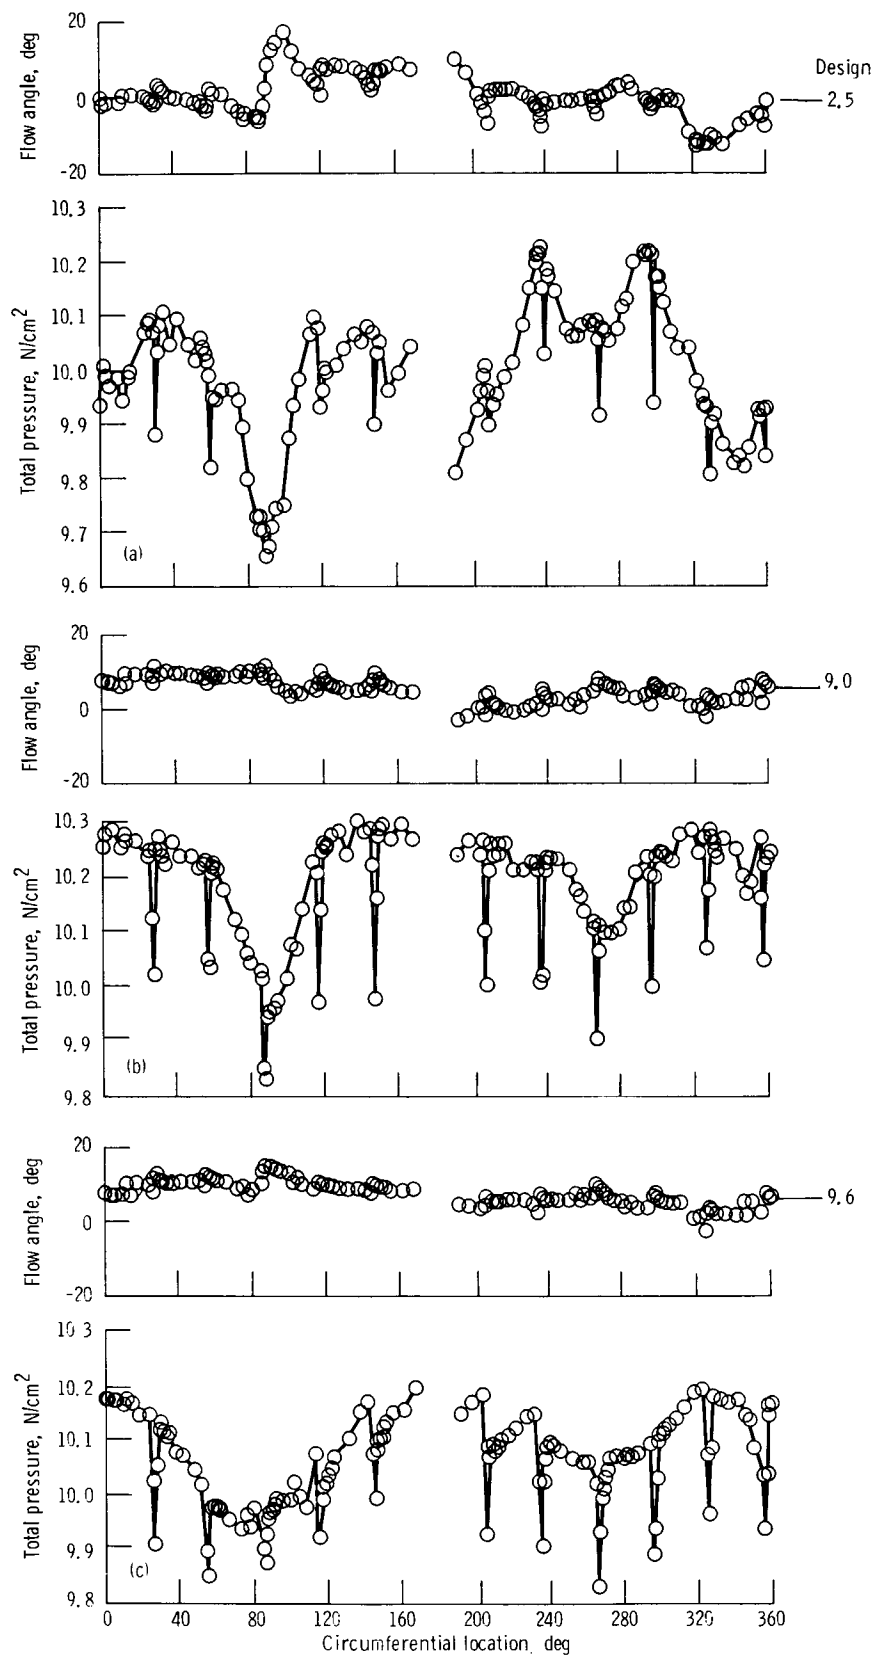 20
0
-20
Flow angle, deg
Design
2.5
10.3
10.2
10.1
10.0
9.9
9.8
9.7
9.6
Total pressure, N/cm2
(a)
20
0
-20
Flow angle, deg
9.0
10.3
10.2
10.1
10.0
9.9
9.8
Total pressure, N/cm2
(b)
20
0
-20
Flow angle, deg
9.6
10.3
10.2
10.1
10.0
9.9
9.8
Total pressure, N/cm2
(c)
0 40 80 120 160 200 240 280 320 360
Circumferential location, deg